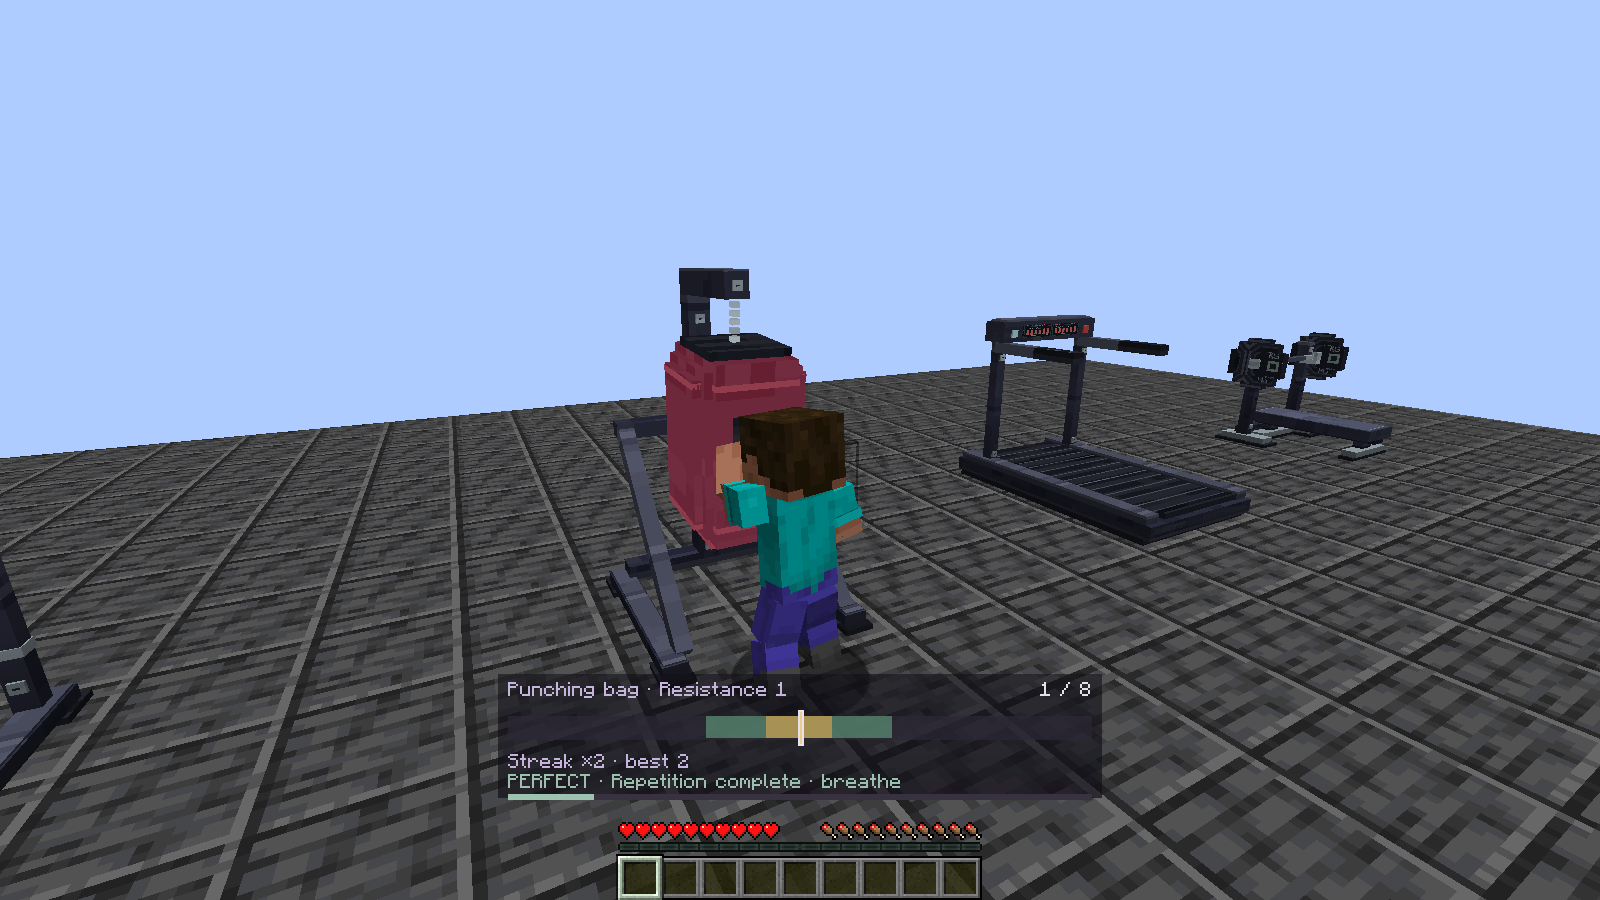 Punching bag · Resistance 1
1 / 8
Streak ×2 · best 2
PERFECT · Repetition complete · breathe